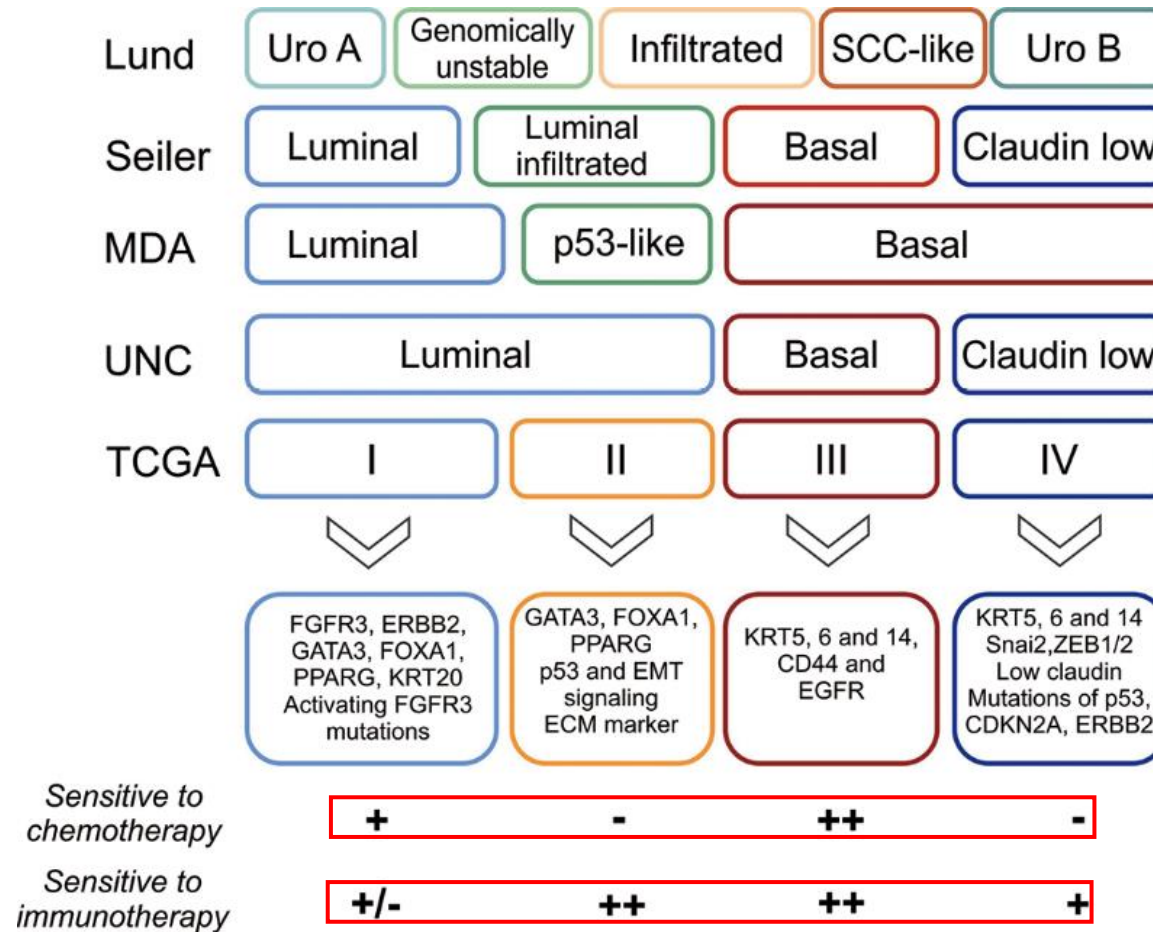 Lund
Uro A
Genomically
unstable
Infiltrated
SCC-like
Uro B
Seiler
Luminal
Luminal
infiltrated
Basal
Claudin low
MDA
Luminal
p53-like
Basal
UNC
Luminal
Basal
Claudin low
TCGA
I
II
III
IV
FGFR3, ERBB2,
GATA3, FOXA1,
PPARG, KRT20
Activating FGFR3
mutations
GATA3, FOXA1,
PPARG
p53 and EMT
signaling
ECM marker
KRT5, 6 and 14,
CD44 and
EGFR
KRT5, 6 and 14
Snai2,ZEB1/2
Low claudin
Mutations of p53,
CDKN2A, ERBB2
Sensitive to
chemotherapy
+ - ++ -
Sensitive to
immunotherapy
+/- ++ ++ +